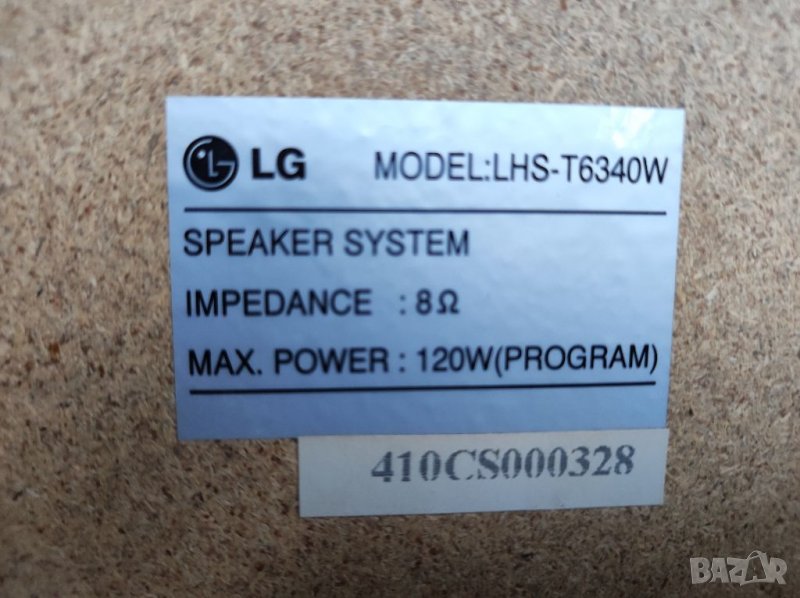 LG MODEL:LHS-T6340W
SPEAKER SYSTEM
IMPEDANCE : 8Ω
MAX. POWER : 120W(PROGRAM)
410CS000328
BAZAR